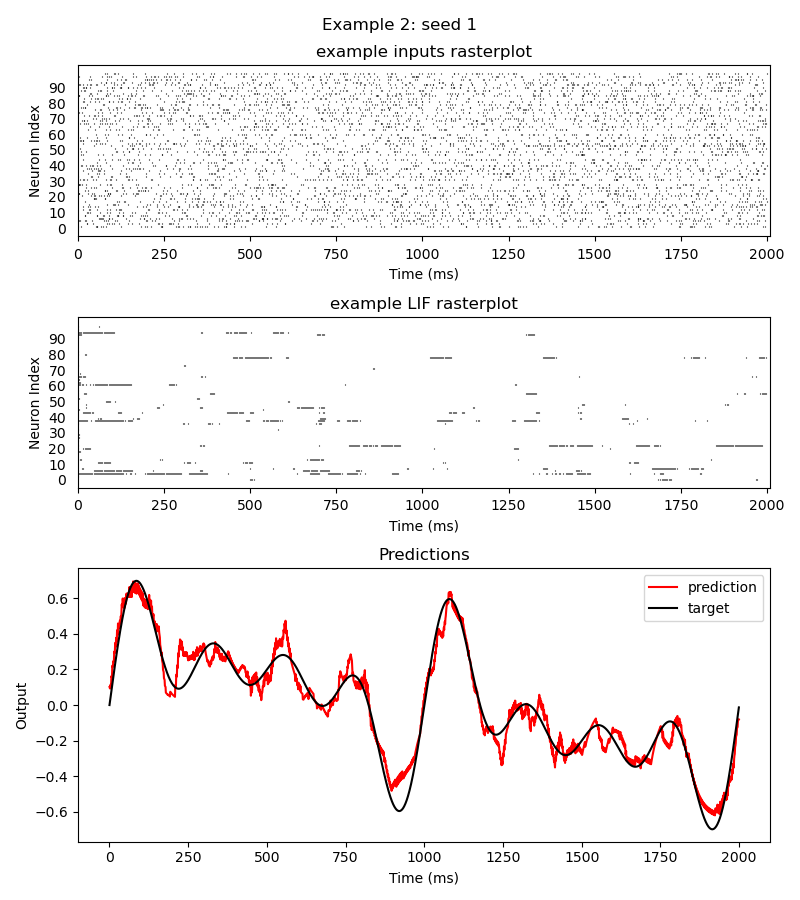 Example 2: seed 1
example inputs rasterplot
Neuron Index
90
80
70
60
50
40
30
20
10
0
0 250 500 750 1000 1250 1500 1750 2000
Time (ms)
example LIF rasterplot
Neuron Index
90
80
70
60
50
40
30
20
10
0
0 250 500 750 1000 1250 1500 1750 2000
Time (ms)
Predictions
Output
0.6
0.4
0.2
0.0
−0.2
−0.4
−0.6
prediction
target
0 250 500 750 1000 1250 1500 1750 2000
Time (ms)